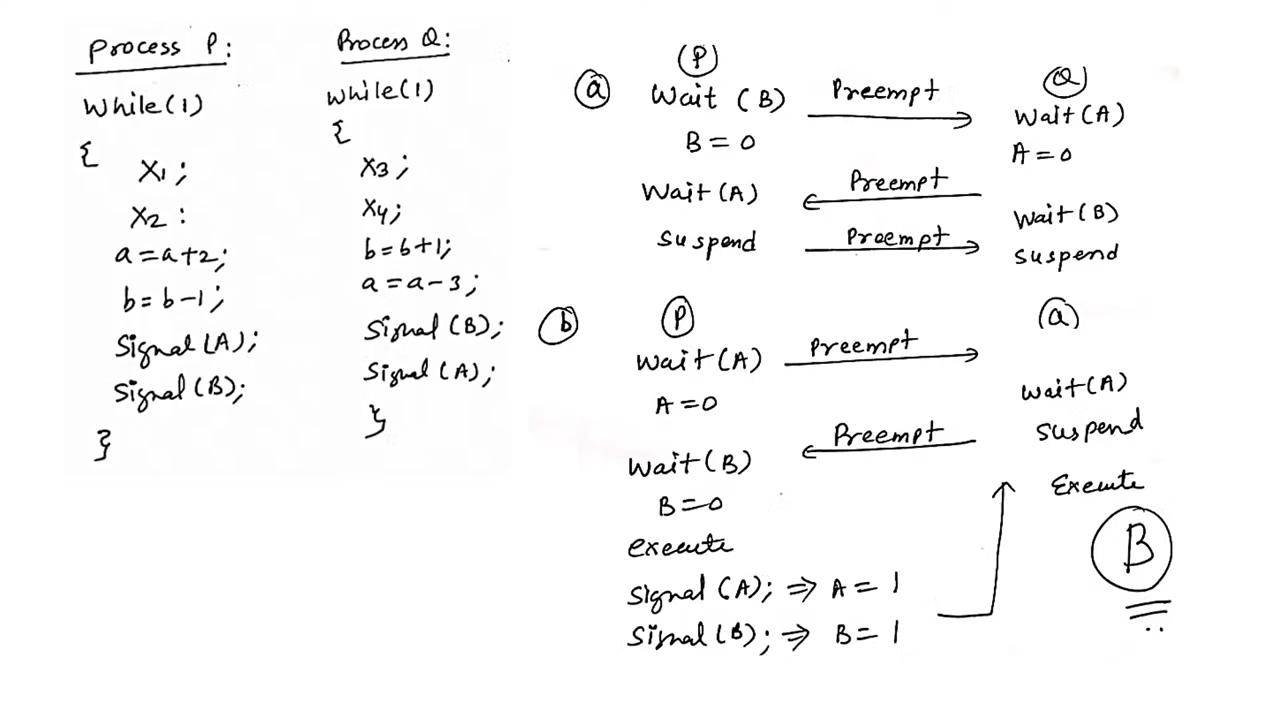 Process P:
while(1)
{
X1;
X2:
a=a+2;
b=b-1;
Signal(A);
Signal(B);
}
Process Q:
while(1)
{
X3;
X4;
b=b+1;
a=a-3;
Signal(B);
Signal(A);
}
a
P
Wait (B) Preempt
B=0
Wait(A) Preempt
Suspend Preempt
Q
Wait(A)
A=0
Wait(B)
Suspend
b
P
Wait(A) Preempt
A=0
Preempt
Wait(B)
B=0
execute
Signal(A); ⇒ A=1
Signal(B); ⇒ B=1
Q
Wait(A)
Suspend
Execute
B